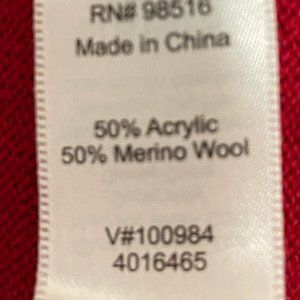 RN# 98516
Made in China
50% Acrylic
50% Merino Wool
V#100984
4016465